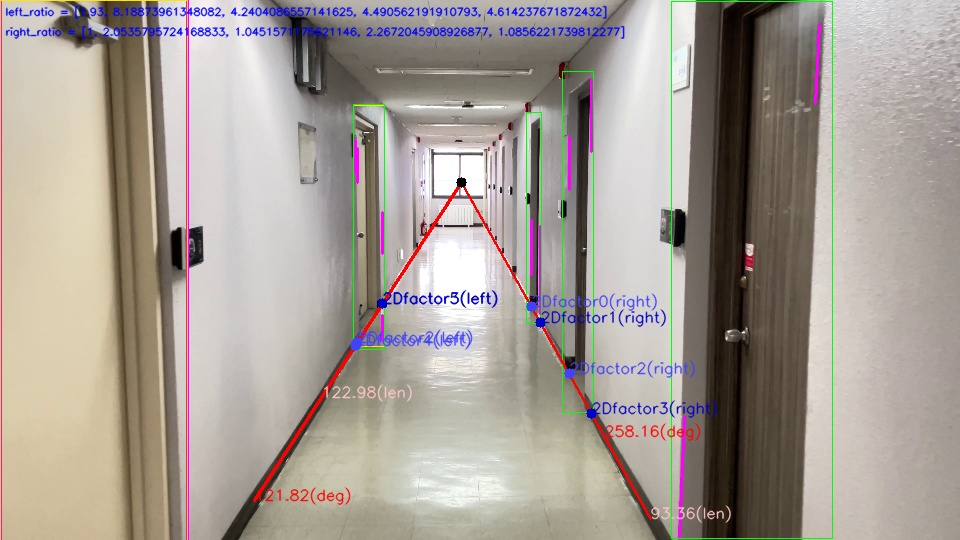 left_ratio = [1.93, 8.18873961348082, 4.2404086557141625, 4.490562191910793, 4.614237671872432]
right_ratio = [1, 2.0535795724168833, 1.0451571175621146, 2.2672045908926877, 1.0856221739812277]
2Dfactor5(left)
2Dfactor0(right)
2Dfactor1(right)
2Dfactor4(left)
2Dfactor2(right)
122.98(len)
2Dfactor3(right)
258.16(deg)
121.82(deg)
93.36(len)